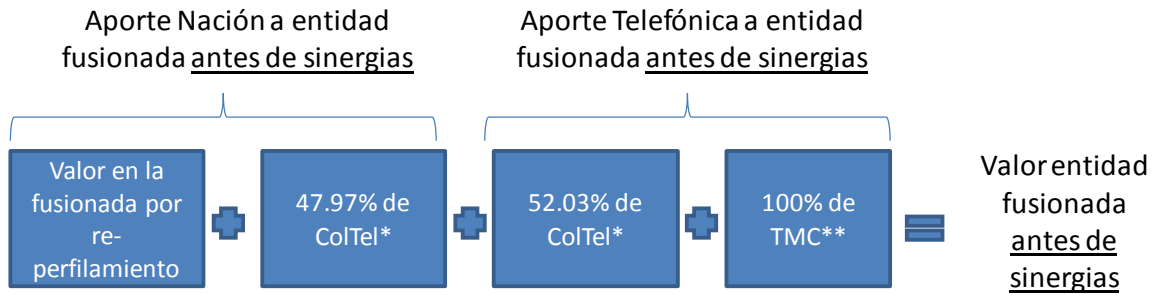 Aporte Nación a entidad
fusionada antes de sinergias
Aporte Telefónica a entidad
fusionada antes de sinergias
Valor en la
fusionada por
re-
perfilamiento
47.97% de
ColTel*
52.03% de
ColTel*
100% de
TMC**
Valor entidad
fusionada
antes de
sinergias